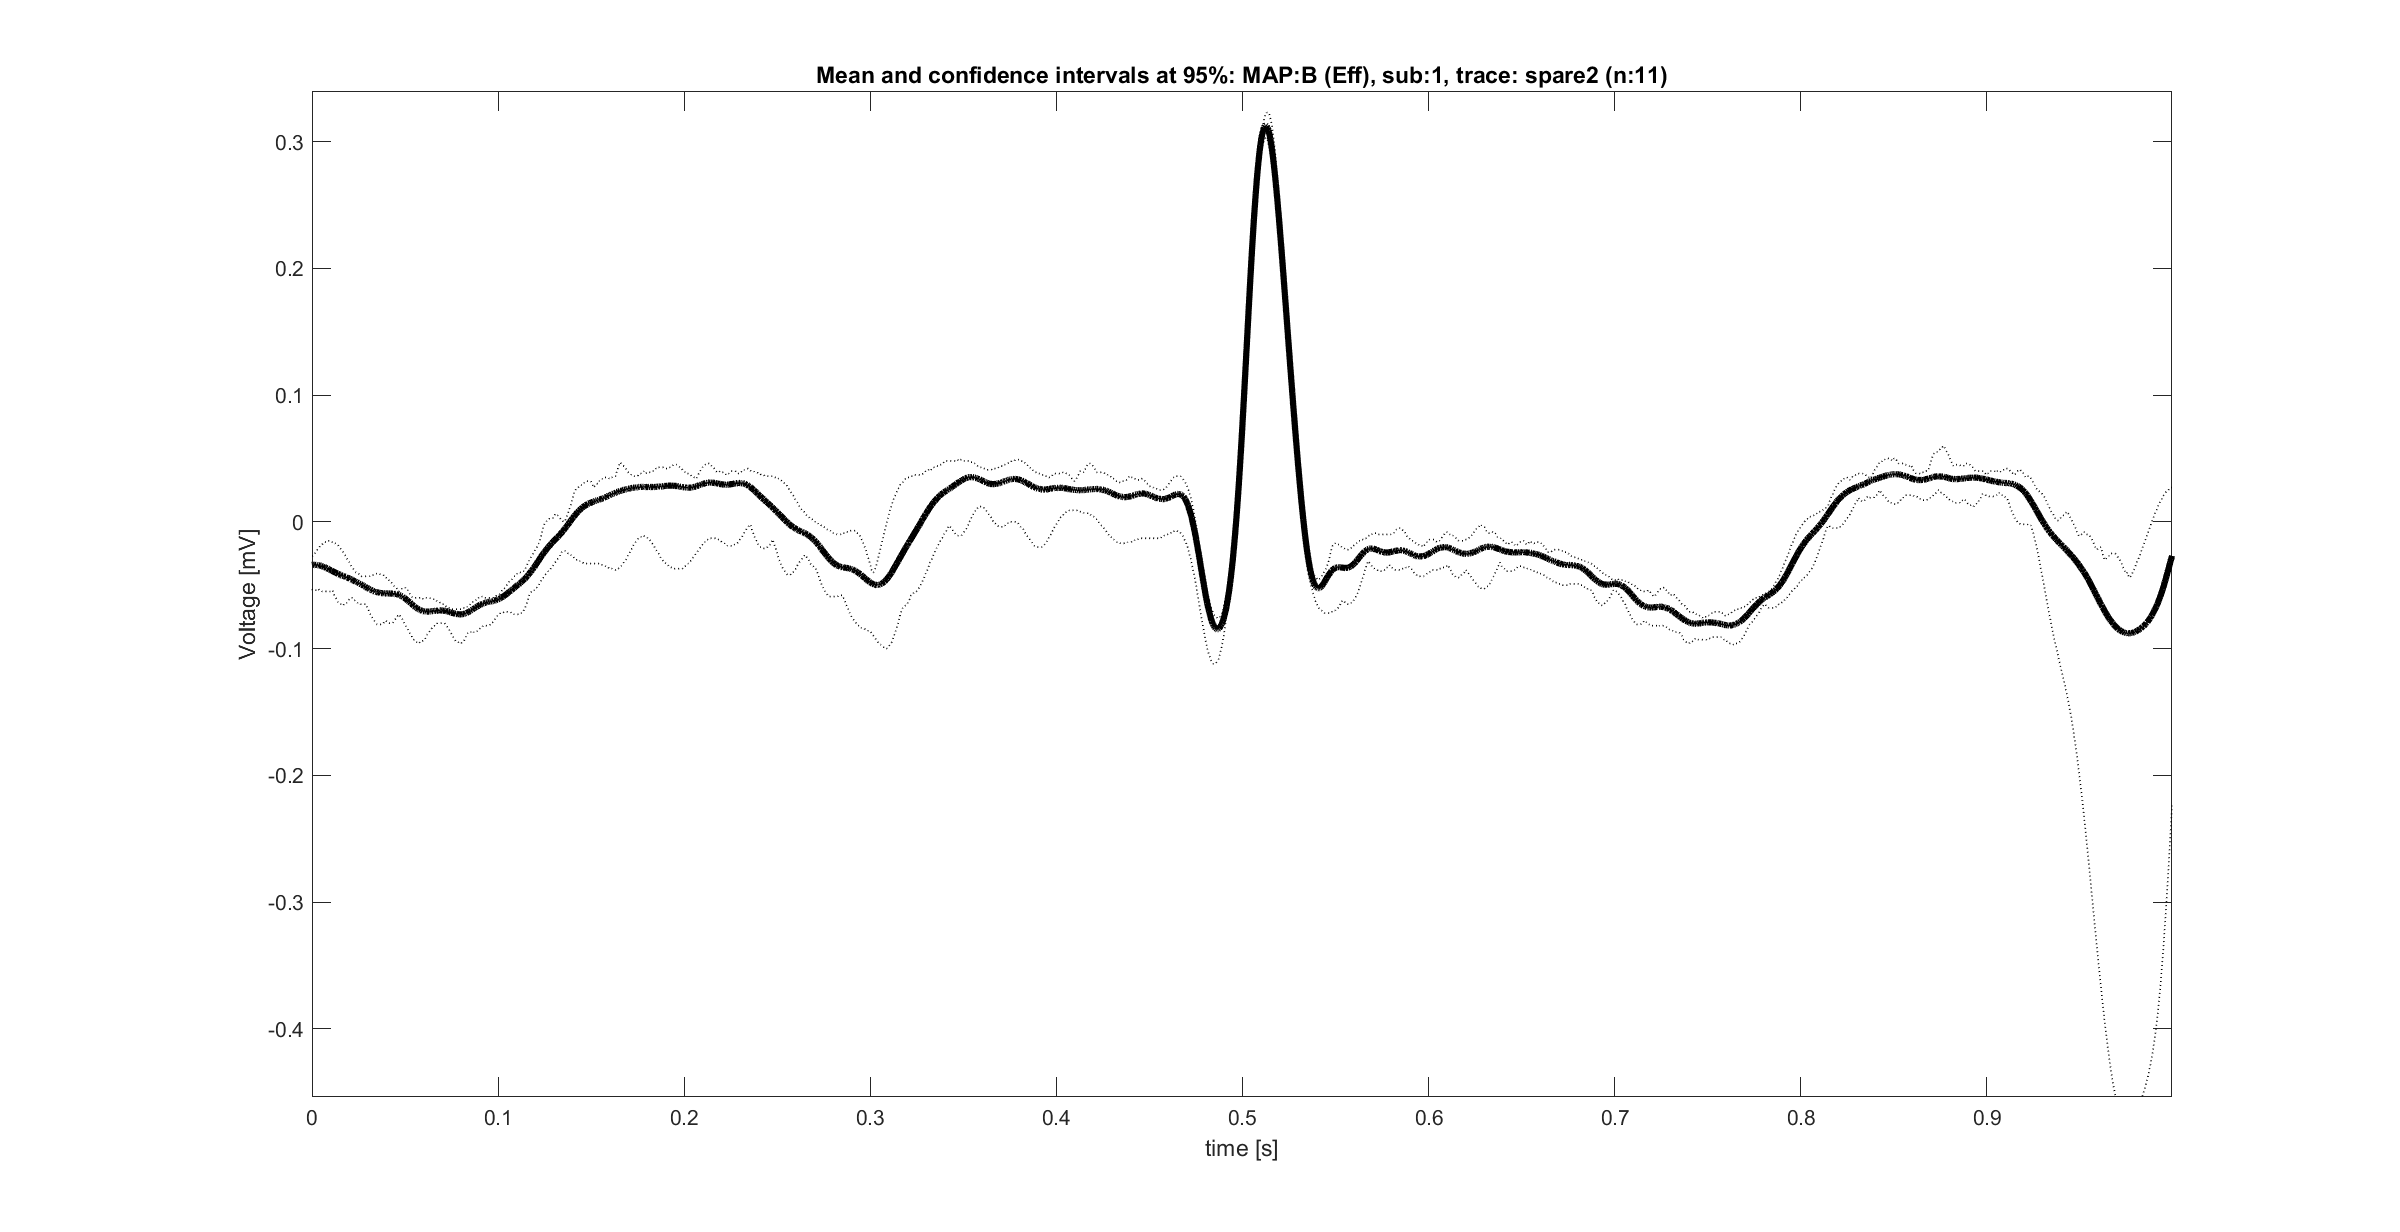 Mean and confidence intervals at 95%: MAP:B (Eff), sub:1, trace: spare2 (n:11)
Voltage [mV]
0.3
0.2
0.1
0
-0.1
-0.2
-0.3
-0.4
0 0.1 0.2 0.3 0.4 0.5 0.6 0.7 0.8 0.9
time [s]